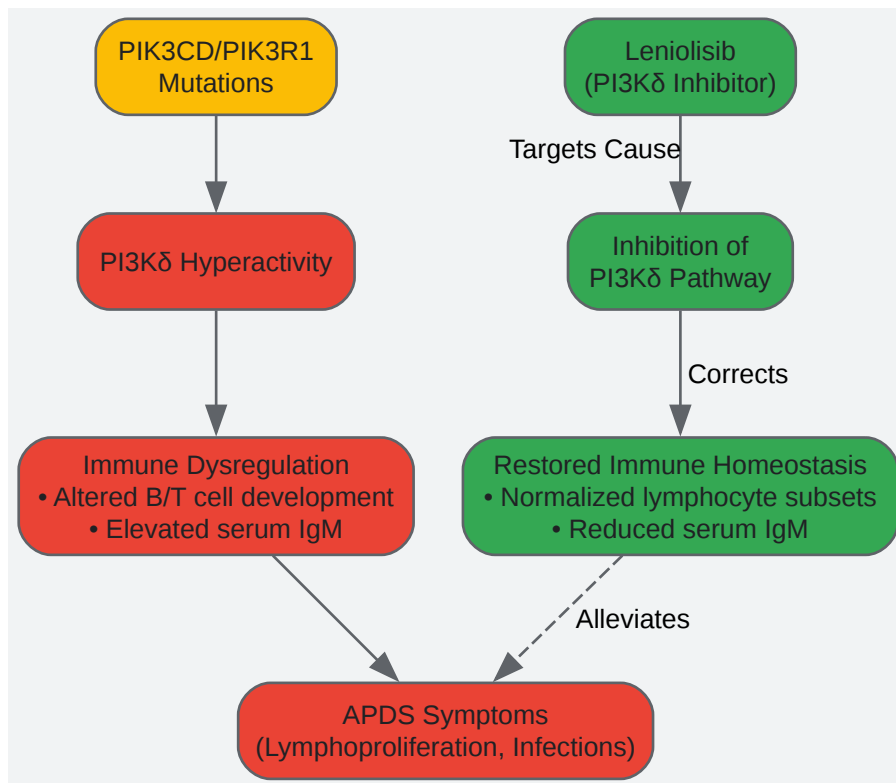 PIK3CD/PIK3R1
Mutations
Leniolisib
(PI3Kδ Inhibitor)
Targets Cause
PI3Kδ Hyperactivity
Inhibition of
PI3Kδ Pathway
Corrects
Immune Dysregulation
• Altered B/T cell development
• Elevated serum IgM
Restored Immune Homeostasis
• Normalized lymphocyte subsets
• Reduced serum IgM
Alleviates
APDS Symptoms
(Lymphoproliferation, Infections)